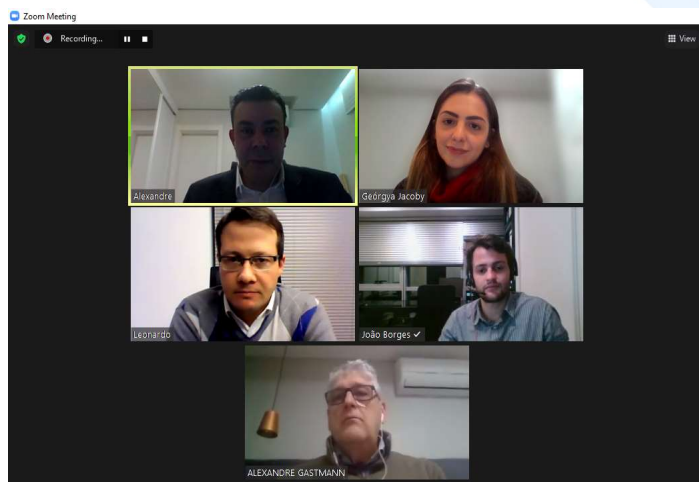 Zoom Meeting
Recording...
View
Alexandre
Geórgya Jacoby
Leonardo
João Borges
ALEXANDRE GASTMANN